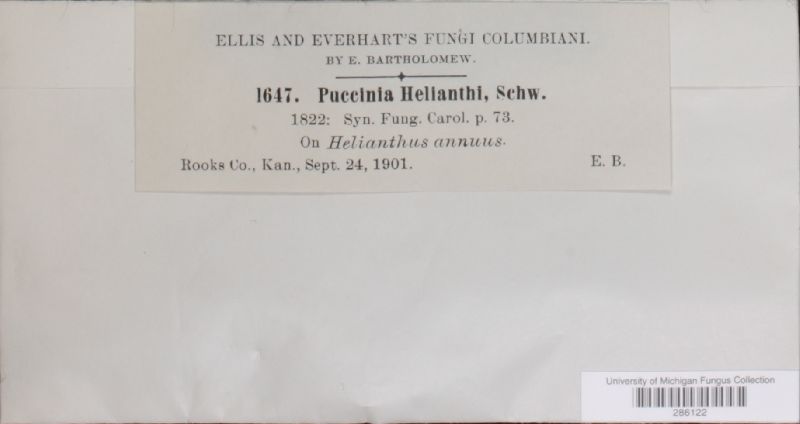 ELLIS AND EVERHART'S FUNGI COLUMBIANI.
BY E. BARTHOLOMEW.
1647. Puccinia Helianthi, Schw.
1822: Syn. Fung. Carol. p. 73.
On Helianthus annuus.
Rooks Co., Kan., Sept. 24, 1901. E. B.
University of Michigan Fungus Collection
286122